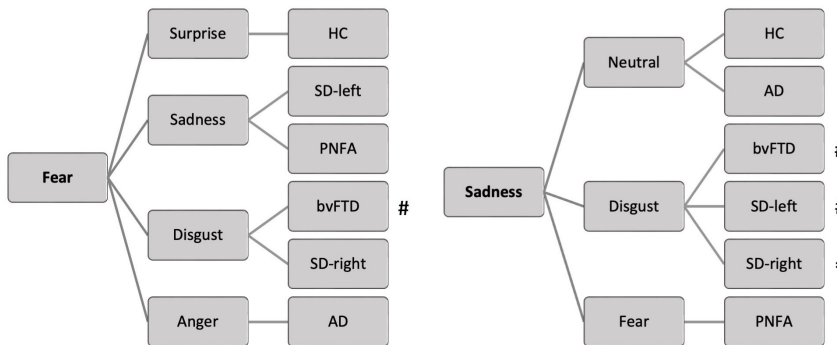 Surprise
HC
Sadness
SD-left
PNFA
Fear
Disgust
bvFTD
#
SD-right
Anger
AD
Neutral
HC
AD
Sadness
Disgust
bvFTD
SD-left
SD-right
Fear
PNFA